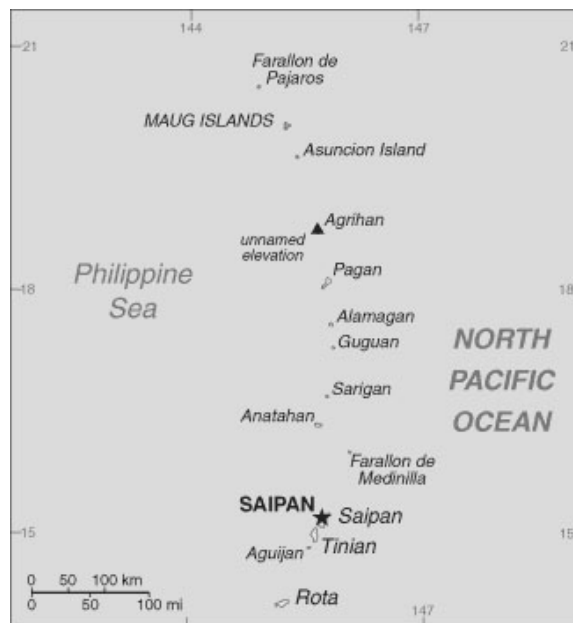 144
147
21
21
Farallon de
Pajaros
MAUG ISLANDS
Asuncion Island
Agrihan
unnamed
elevation
Philippine
Sea
Pagan
18
18
Alamagan
Guguan
NORTH
PACIFIC
OCEAN
Sarigan
Anatahan
Farallon de
Medinilla
SAIPAN
Saipan
15
15
Tinian
Aguijan
0 50 100 km
0 50 100 mi
Rota
147